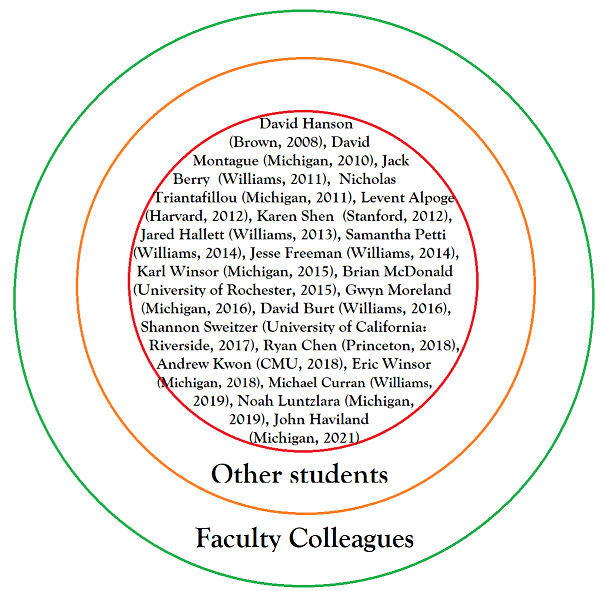 David Hanson
(Brown, 2008), David
Montague (Michigan, 2010), Jack
Berry (Williams, 2011), Nicholas
Triantafillou (Michigan, 2011), Levent Alpoge
(Harvard, 2012), Karen Shen (Stanford, 2012),
Jared Hallett (Williams, 2013), Samantha Petti
(Williams, 2014), Jesse Freeman (Williams, 2014),
Karl Winsor (Michigan, 2015), Brian McDonald
(University of Rochester, 2015), Gwyn Moreland
(Michigan, 2016), David Burt (Williams, 2016),
Shannon Sweitzer (University of California:
Riverside, 2017), Ryan Chen (Princeton, 2018),
Andrew Kwon (CMU, 2018), Eric Winsor
(Michigan, 2018), Michael Curran (Williams,
2019), Noah Luntzlara (Michigan,
2019), John Haviland
(Michigan, 2021)
Other students
Faculty Colleagues